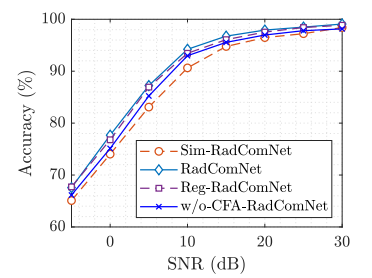 100
90
80
70
60
Accuracy (%)
Sim-RadComNet
RadComNet
Reg-RadComNet
w/o-CFA-RadComNet
0
10
20
30
SNR (dB)